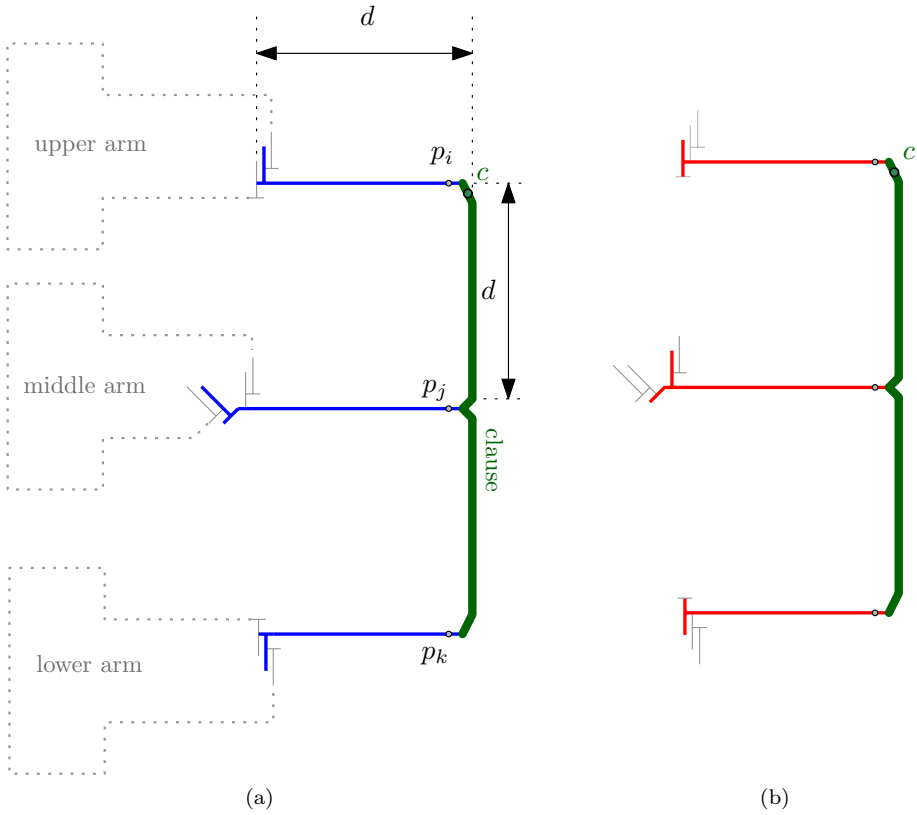 d
upper arm
p_i
c
c
d
middle arm
p_j
clause
lower arm
p_k
(a)
(b)